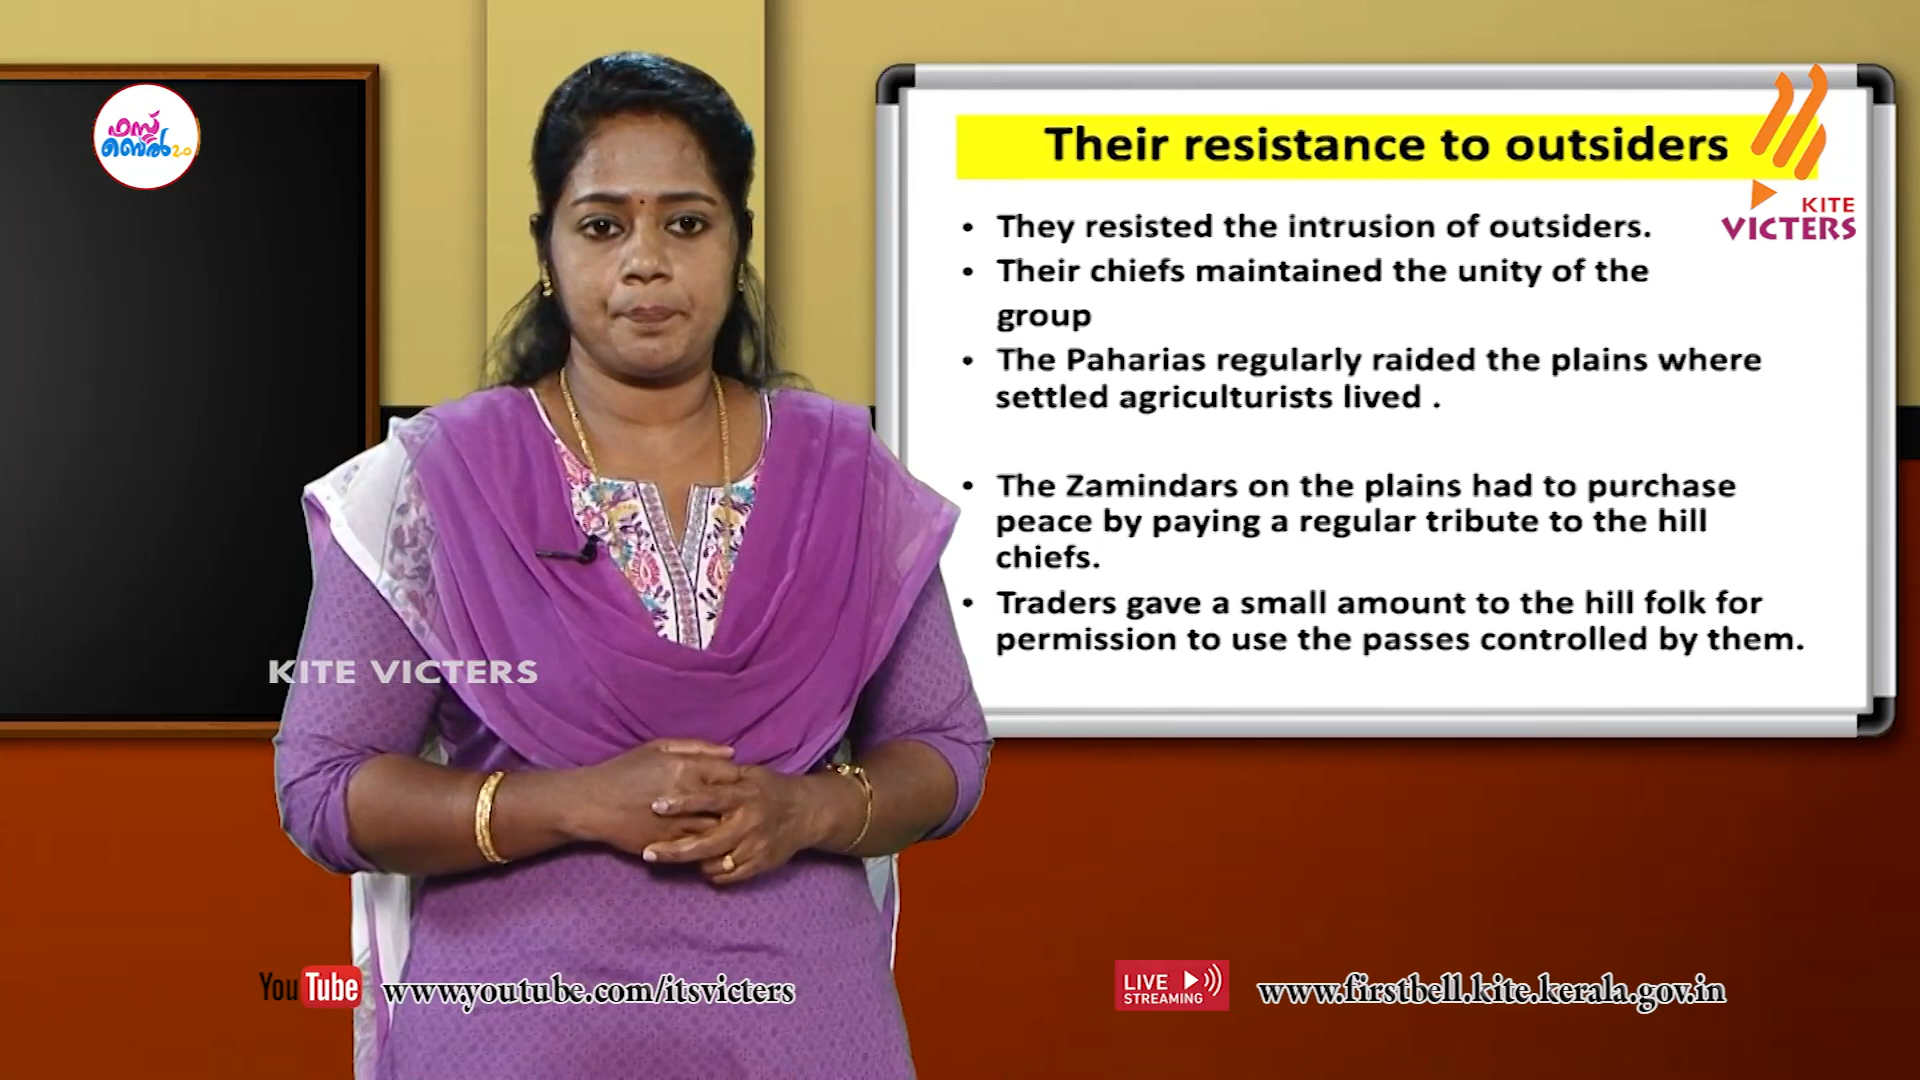 ഫസ്റ്റ്
ബെൽ 2.0
Their resistance to outsiders
KITE
VICTERS
• They resisted the intrusion of outsiders.
• Their chiefs maintained the unity of the
group
• The Paharias regularly raided the plains where
settled agriculturists lived .
• The Zamindars on the plains had to purchase
peace by paying a regular tribute to the hill
chiefs.
• Traders gave a small amount to the hill folk for
permission to use the passes controlled by them.
KITE VICTERS
YouTube www.youtube.com/itsvicters
LIVE
STREAMING
www.firstbell.kite.kerala.gov.in